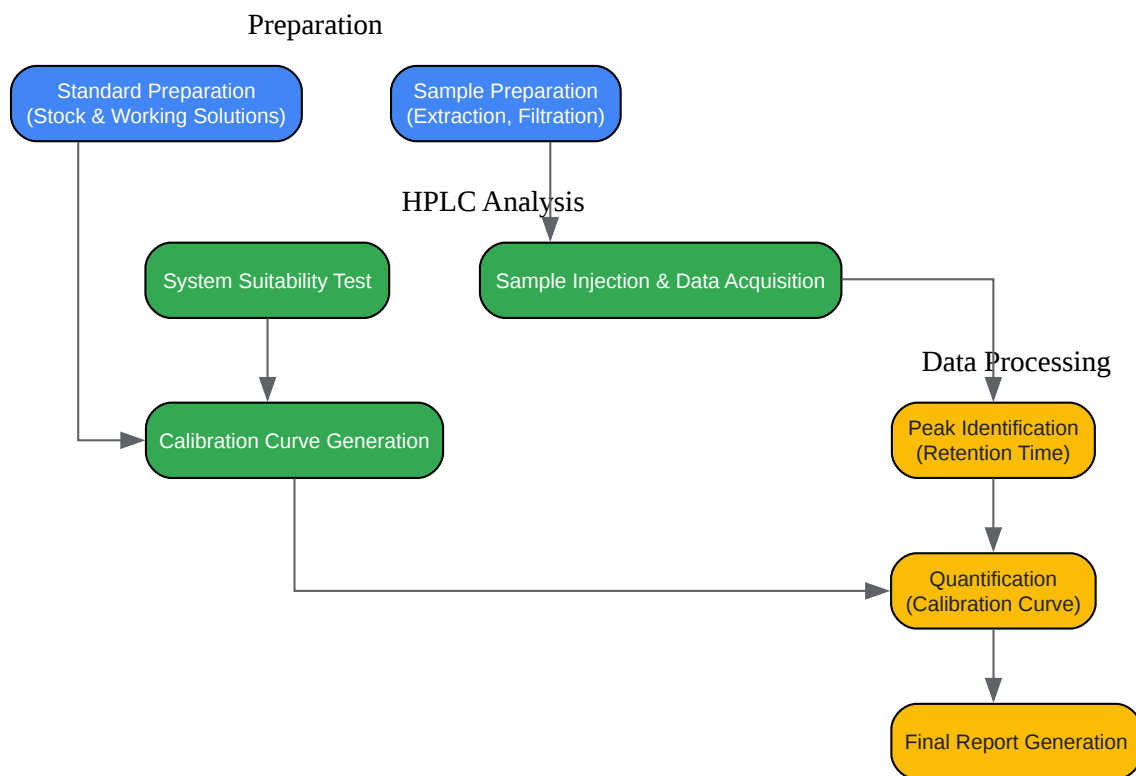 Preparation
Standard Preparation
(Stock & Working Solutions)
Sample Preparation
(Extraction, Filtration)
HPLC Analysis
System Suitability Test
Sample Injection & Data Acquisition
Data Processing
Calibration Curve Generation
Peak Identification
(Retention Time)
Quantification
(Calibration Curve)
Final Report Generation